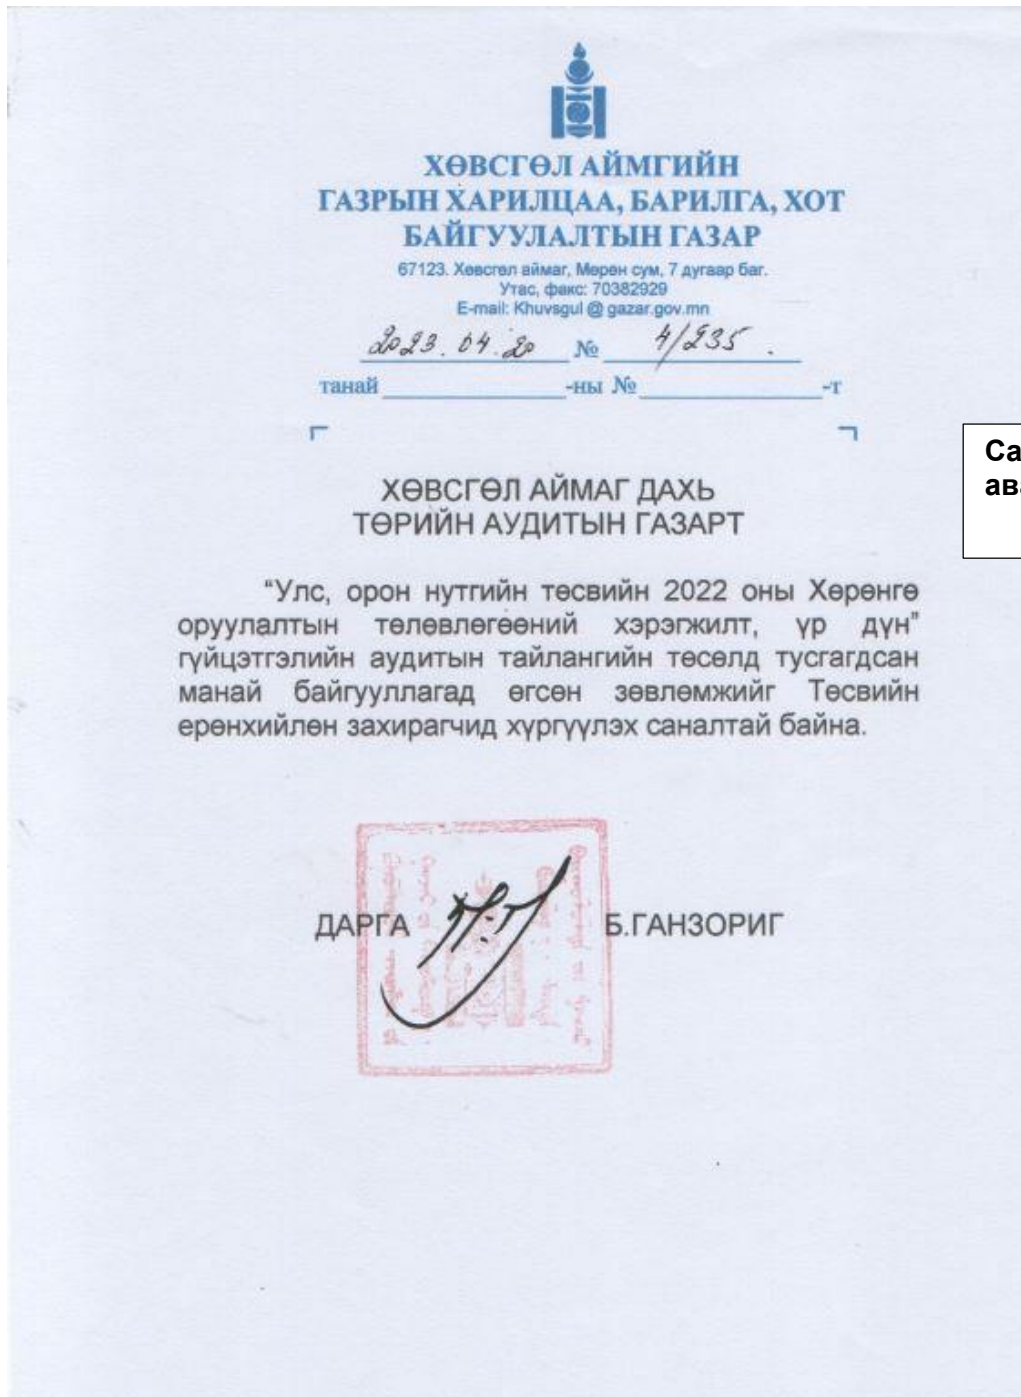 ХӨВСГӨЛ АЙМГИЙН
ГАЗРЫН ХАРИЛЦАА, БАРИЛГА, ХОТ
БАЙГУУЛАЛТЫН ГАЗАР
67123. Хөвсгөл аймаг, Мөрөн сум, 7 дугаар баг.
Утас, факс: 70382929
E-mail: Khuvsgul @ gazar.gov.mn
2023.04.20 № 4/235.
танай ____________-ны № ____________-т
ХӨВСГӨЛ АЙМАГ ДАХЬ
ТӨРИЙН АУДИТЫН ГАЗАРТ
“Улс, орон нутгийн төсвийн 2022 оны Хөрөнгө
оруулалтын төлөвлөгөөний хэрэгжилт, үр дүн”
гүйцэтгэлийн аудитын тайлангийн төсөлд тусгагдсан
манай байгууллагад өгсөн зөвлөмжийг Төсвийн
ерөнхийлөн захирагчид хүргүүлэх саналтай байна.
ДАРГА Б.ГАНЗОРИГ